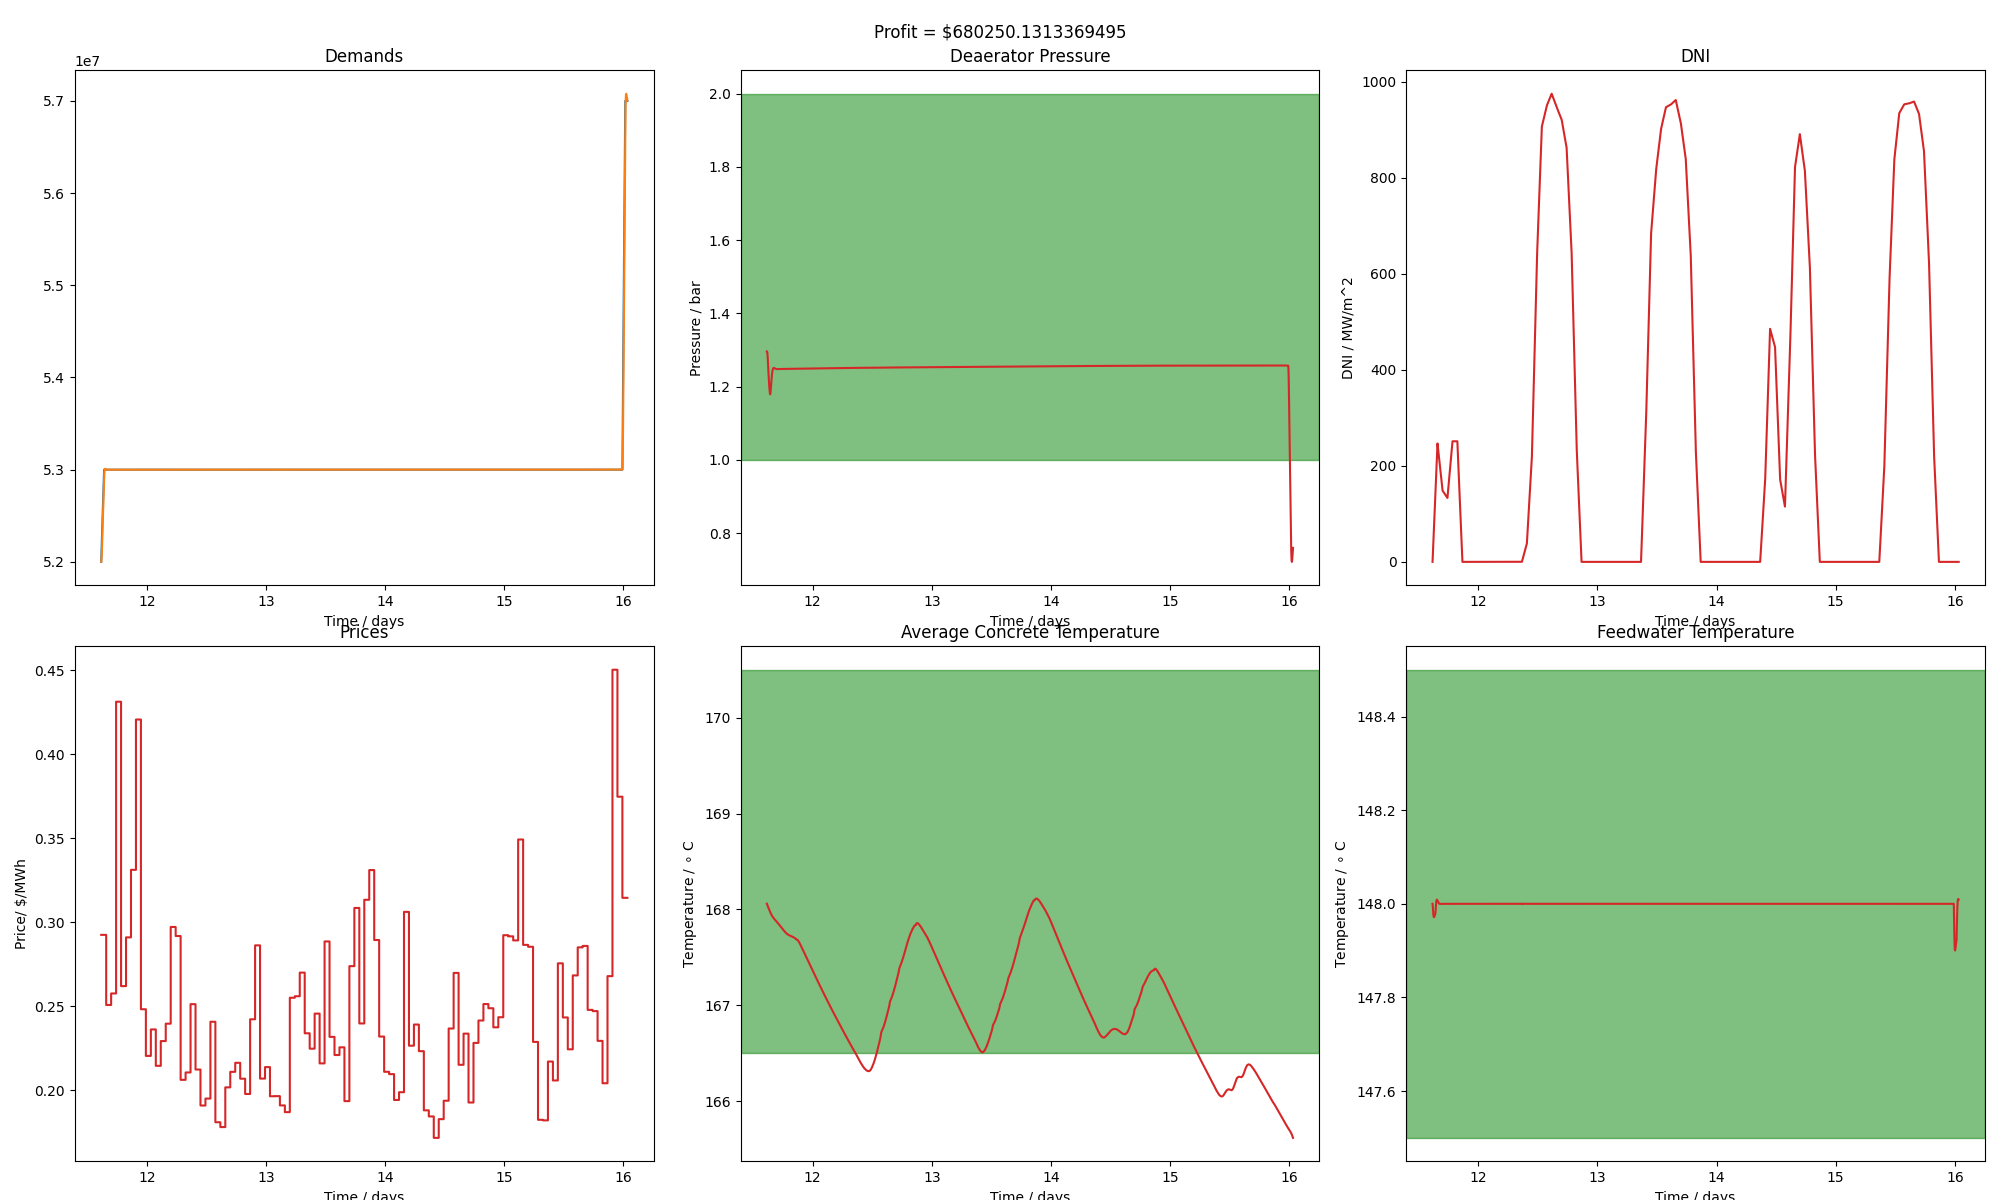 Profit = $680250.1313369495
Demands
1e7
5.7
5.6
5.5
5.4
5.3
5.2
12 13 14 15 16
Time / days
Deaerator Pressure
Pressure / bar
2.0
1.8
1.6
1.4
1.2
1.0
0.8
12 13 14 15 16
Time / days
DNI
DNI / MW/m^2
1000
800
600
400
200
0
12 13 14 15 16
Time / days
Prices
Price/ $/MWh
0.45
0.40
0.35
0.30
0.25
0.20
12 13 14 15 16
Time / days
Average Concrete Temperature
Temperature / ∘ C
170
169
168
167
166
12 13 14 15 16
Time / days
Feedwater Temperature
Temperature / ∘ C
148.4
148.2
148.0
147.8
147.6
12 13 14 15 16
Time / days